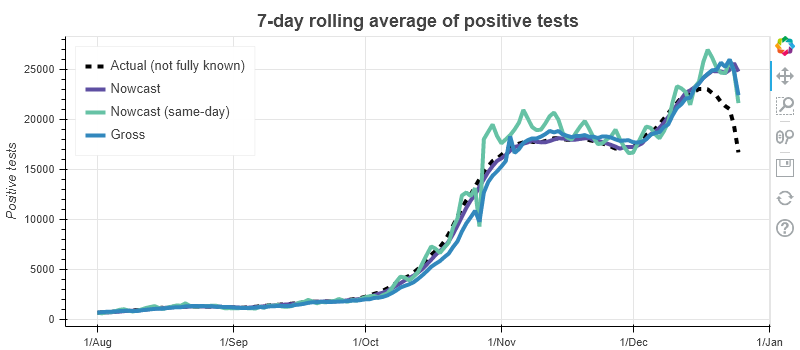 7-day rolling average of positive tests
Actual (not fully known)
Nowcast
Nowcast (same-day)
Gross
Positive tests
25000
20000
15000
10000
5000
0
1/Aug 1/Sep 1/Oct 1/Nov 1/Dec 1/Jan